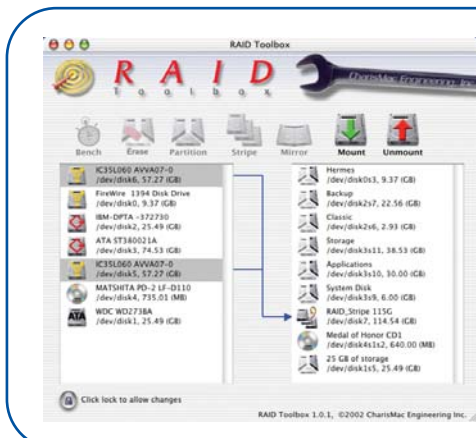 RAID Toolbox
RAID
Toolbox
CharisMac Engineering Inc
Bench
Erase
Partition
Stripe
Mirror
Mount
Unmount
IC35L060 AVVA07-0
/dev/disk6, 57.27 (GB)
FireWire 1394 Disk Drive
/dev/disk0, 9.37 (GB)
IBM-DPTA -372730
/dev/disk2, 25.49 (GB)
ATA ST380021A
/dev/disk3, 74.53 (GB)
IC35L060 AVVA07-0
/dev/disk5, 57.27 (GB)
MATSHITA PD-2 LF-D110
/dev/disk4, 735.01 (MB)
ATA
WDC WD273BA
/dev/disk1, 25.49 (GB)
Hermes
/dev/disk0s3, 9.37 (GB)
Backup
/dev/disk2s7, 22.56 (GB)
Classic
/dev/disk2s6, 2.93 (GB)
Storage
/dev/disk3s11, 38.53 (GB)
Applications
/dev/disk3s10, 30.00 (GB)
System Disk
/dev/disk3s9, 6.00 (GB)
RAID_Stripe 115G
/dev/disk7, 114.54 (GB)
Medal of Honor CD1
/dev/disk4s1s2, 640.00 (MB)
25 GB of storage
/dev/disk1s5, 25.49 (GB)
Click lock to allow changes
RAID Toolbox 1.0.1, ©2002 CharisMac Engineering Inc.